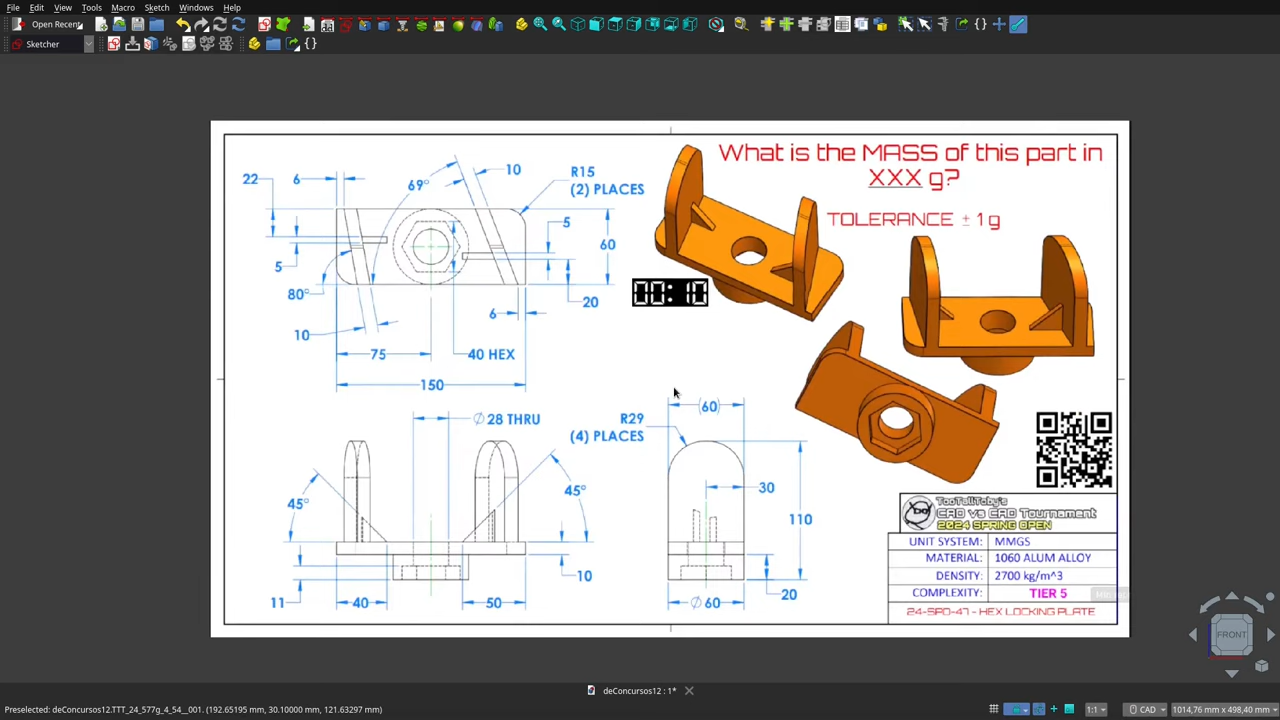 File Edit View Tools Macro Sketch Windows Help
Open Recent
Sketcher
What is the MASS of this part in
XXX g?
TOLERANCE ± 1 g
00:10
22
6
69°
10
R15
(2) PLACES
5
60
5
80°
20
10
6
75
40 HEX
150
∅28 THRU
R29
(4) PLACES
(60)
45°
45°
30
110
10
11
40
50
∅60
20
TooTallToby's
CAD vs CAD Tournament
2024 SPRING OPEN
UNIT SYSTEM: MMGS
MATERIAL: 1060 ALUM ALLOY
DENSITY: 2700 kg/m^3
COMPLEXITY: TIER 5
24-SPO-47 - HEX LOCKING PLATE
FRONT
deConcursos12 : 1*
Preselected: deConcursos12.TTT_24_577g_4_54__001. (192.65195 mm, 30.10000 mm, 121.63297 mm)
1:1
CAD
1014,76 mm x 498,40 mm